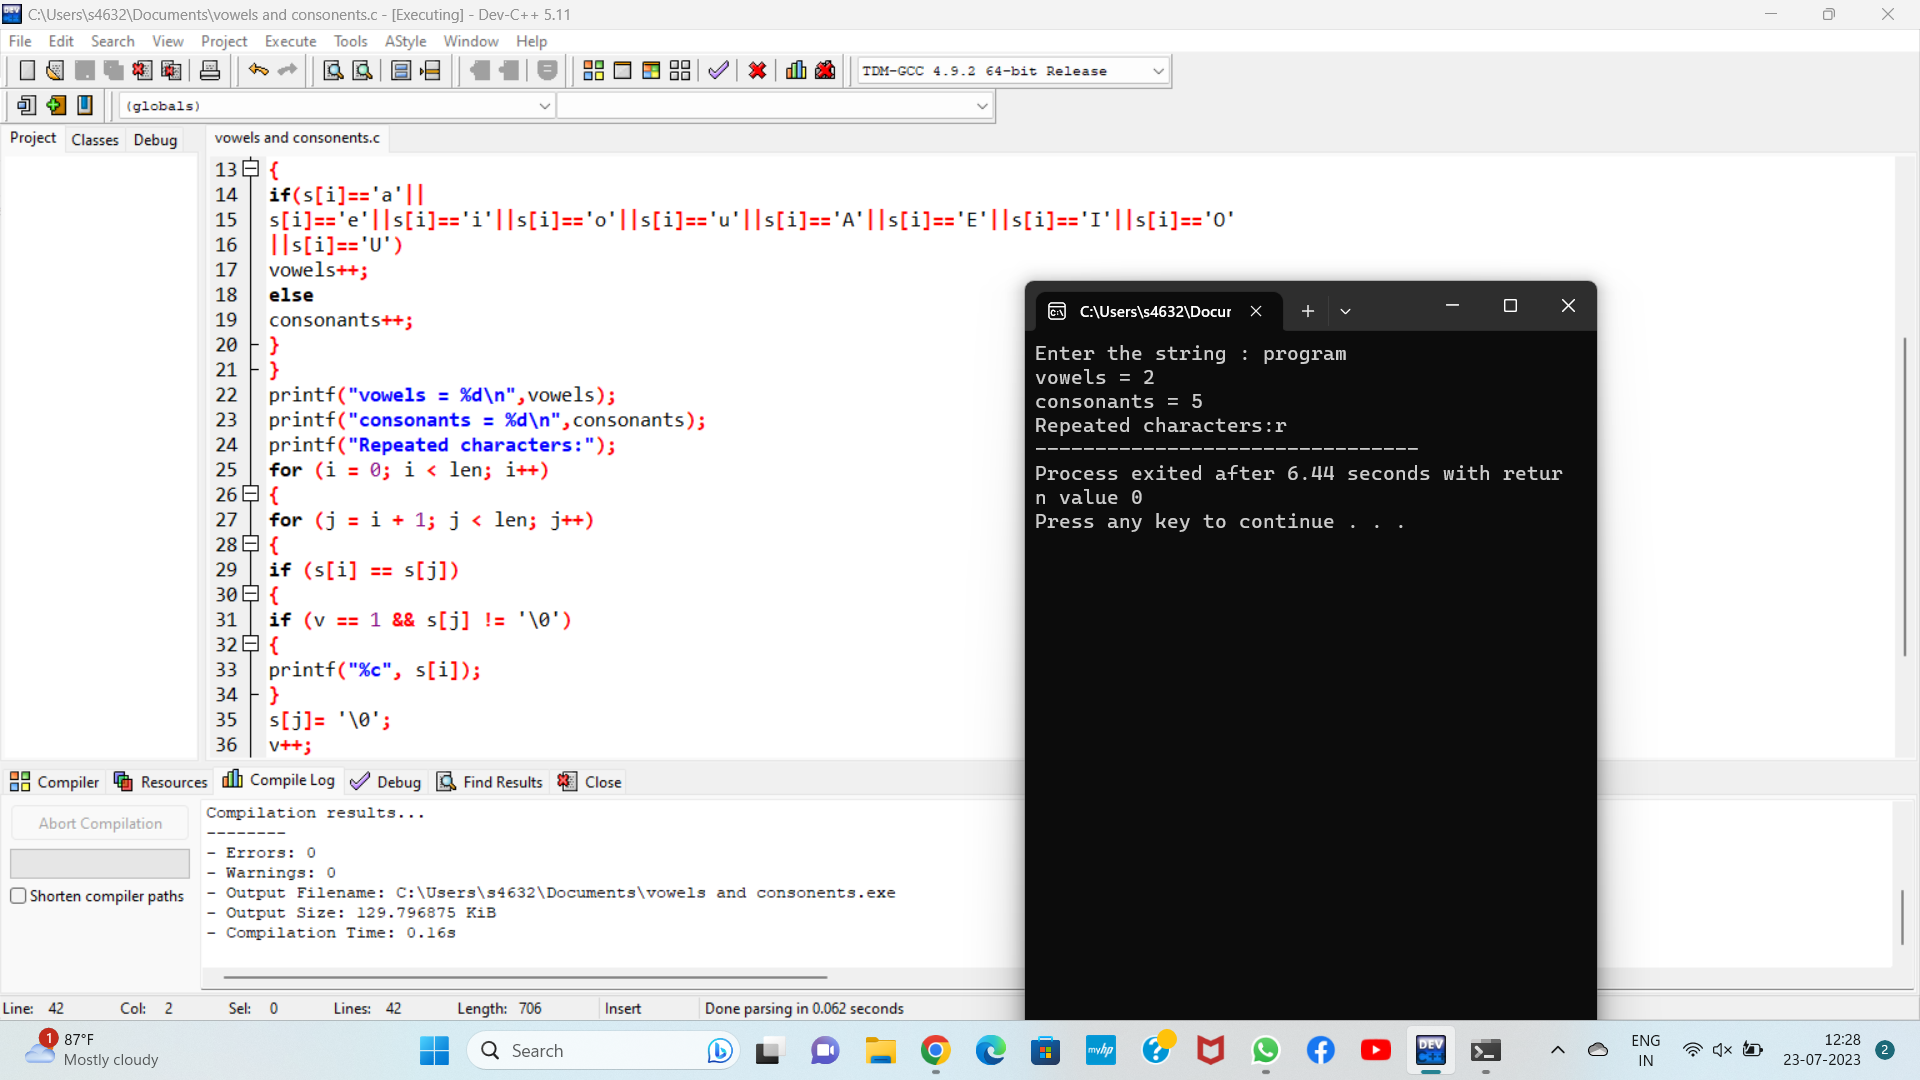 C:\Users\s4632\Documents\vowels and consonents.c - [Executing] - Dev-C++ 5.11
File Edit Search View Project Execute Tools AStyle Window Help
TDM-GCC 4.9.2 64-bit Release
(globals)
Project Classes Debug
vowels and consonents.c
13 {
14 if(s[i]=='a'||
15 s[i]=='e'||s[i]=='i'||s[i]=='o'||s[i]=='u'||s[i]=='A'||s[i]=='E'||s[i]=='I'||s[i]=='O'
16 ||s[i]=='U')
17 vowels++;
18 else
19 consonants++;
20 }
21 }
22 printf("vowels = %d\n",vowels);
23 printf("consonants = %d\n",consonants);
24 printf("Repeated characters:");
25 for (i = 0; i < len; i++)
26 {
27 for (j = i + 1; j < len; j++)
28 {
29 if (s[i] == s[j])
30 {
31 if (v == 1 && s[j] != '\0')
32 {
33 printf("%c", s[i]);
34 }
35 s[j]= '\0';
36 v++;
C:\Users\s4632\Docur
Enter the string : program
vowels = 2
consonants = 5
Repeated characters:r
--------------------------------
Process exited after 6.44 seconds with retur
n value 0
Press any key to continue . . .
Compiler Resources Compile Log Debug Find Results Close
Abort Compilation
Shorten compiler paths
Compilation results...
--------
- Errors: 0
- Warnings: 0
- Output Filename: C:\Users\s4632\Documents\vowels and consonents.exe
- Output Size: 129.796875 KiB
- Compilation Time: 0.16s
Line: 42 Col: 2 Sel: 0 Lines: 42 Length: 706 Insert Done parsing in 0.062 seconds
1
87°F
Mostly cloudy
Search
myhp
DEV
C++
ENG
IN
12:28
23-07-2023
2